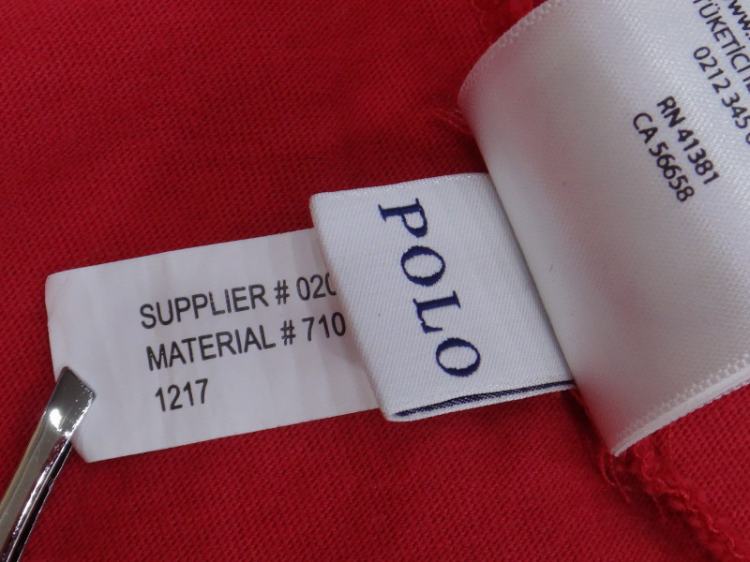 SUPPLIER # 020
MATERIAL # 710
1217
POLO
0212 345
RN 41381
CA 56658